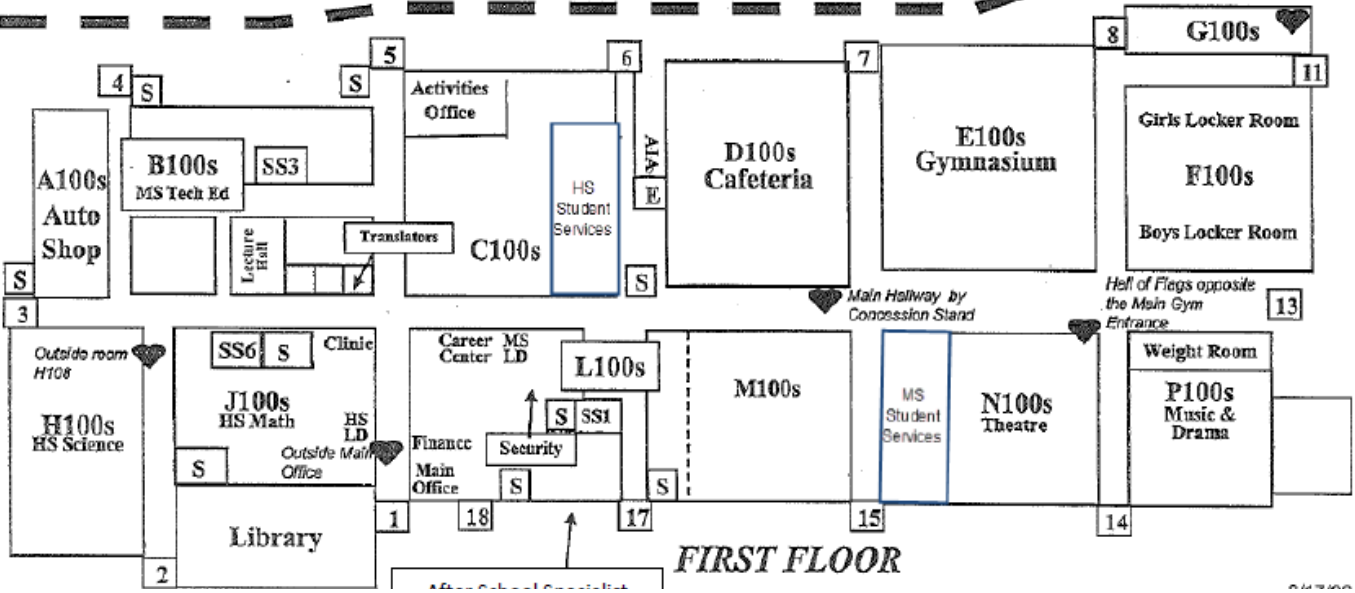 G100s
8
7
6
5
4
S
S
11
Activities
Office
Girls Locker Room
F100s
Boys Locker Room
E100s
Gymnasium
D100s
Cafeteria
AIA
E
HS
Student
Services
C100s
S
B100s
MS Tech Ed
SS3
A100s
Auto
Shop
S
3
Lecture
Hall
Translators
Main Hallway by
Concession Stand
Hall of Flags opposite
the Main Gym
Entrance
13
Outside room
H108
H100s
HS Science
SS6
S
Clinic
J100s
HS Math
HS
LD
Outside Main
Office
S
Library
2
1
Career
Center
MS
LD
L100s
S
SS1
Finance
Security
Main
Office
S
18
17
S
M100s
15
MS
Student
Services
N100s
Theatre
14
Weight Room
P100s
Music &
Drama
FIRST FLOOR
After School Specialist